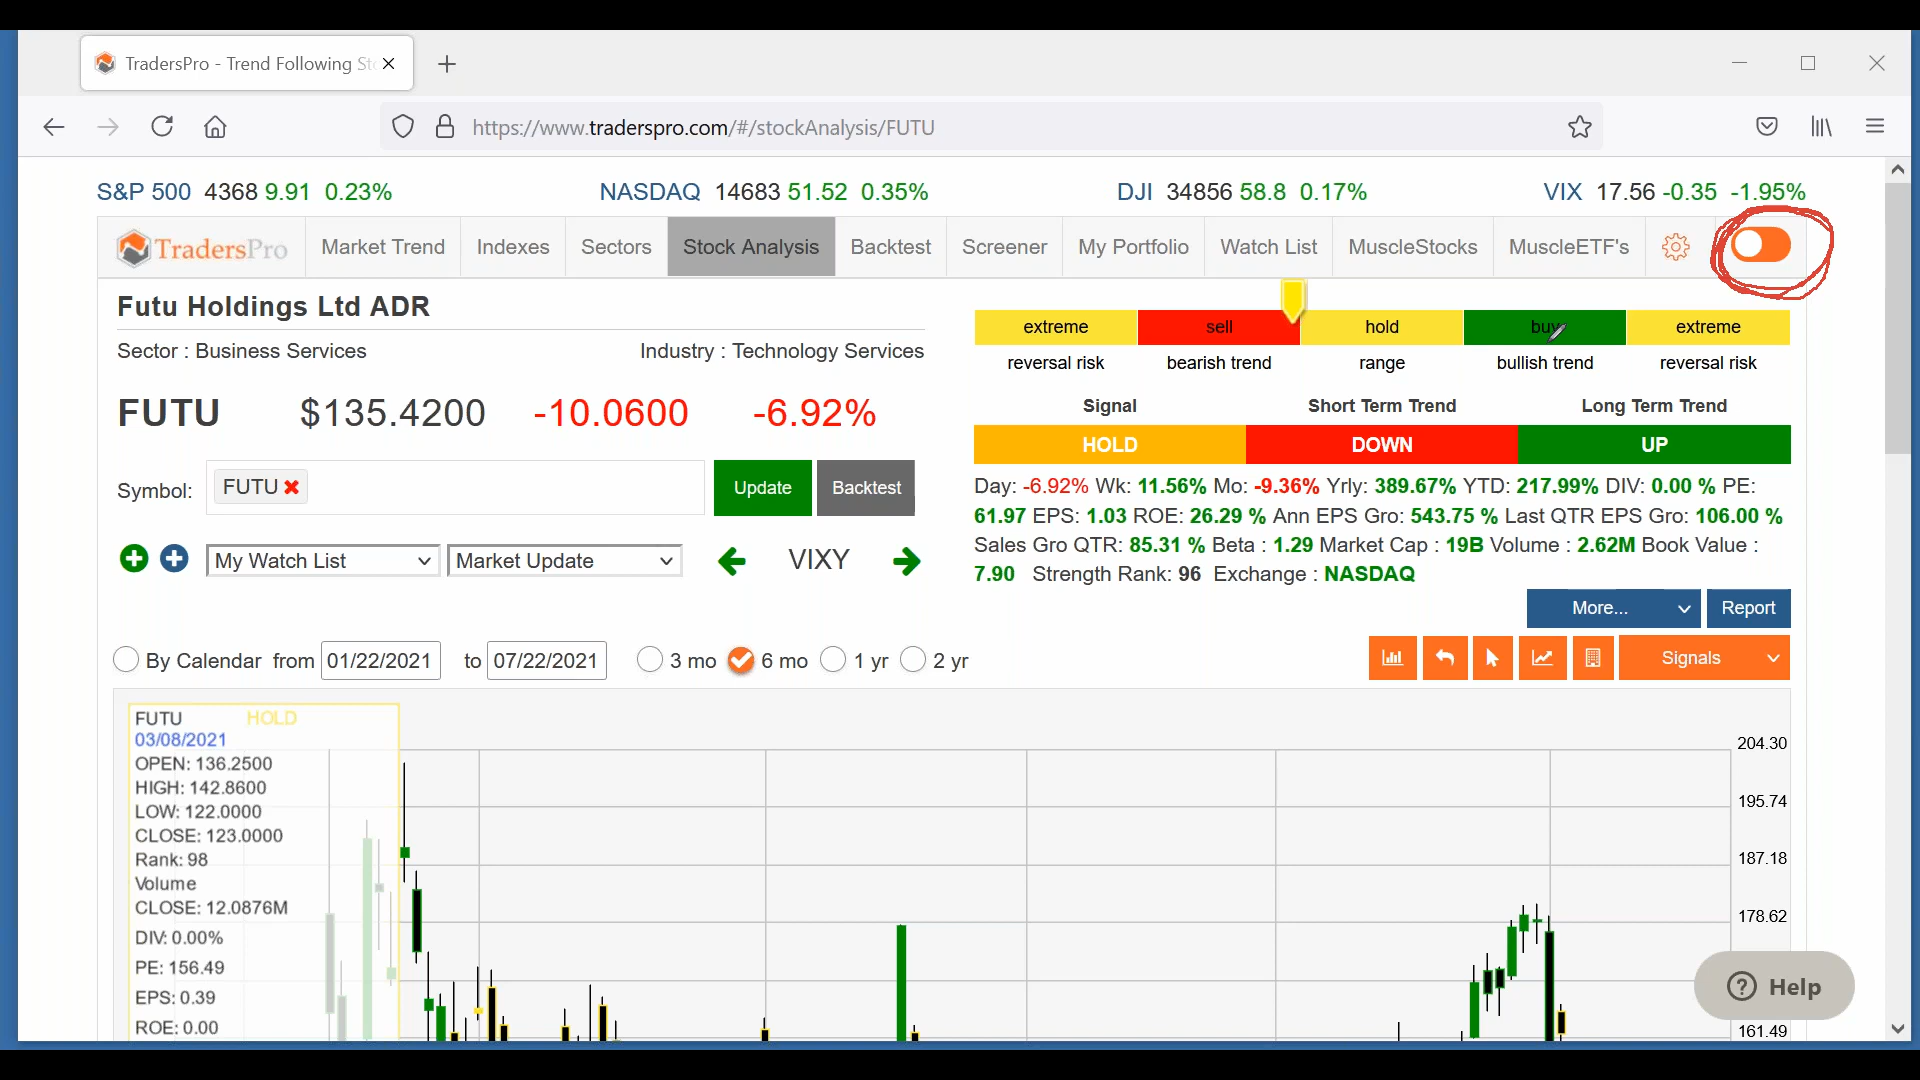 TradersPro - Trend Following Sto
https://www.traderspro.com/#/stockAnalysis/FUTU
S&P 500 4368 9.91 0.23% NASDAQ 14683 51.52 0.35% DJI 34856 58.8 0.17% VIX 17.56 -0.35 -1.95%
TradersPro Market Trend Indexes Sectors Stock Analysis Backtest Screener My Portfolio Watch List MuscleStocks MuscleETF's
Futu Holdings Ltd ADR
Sector : Business Services Industry : Technology Services
FUTU $135.4200 -10.0600 -6.92%
Symbol: FUTU Update Backtest
My Watch List Market Update VIXY
extreme sell hold buy extreme
reversal risk bearish trend range bullish trend reversal risk
Signal Short Term Trend Long Term Trend
HOLD DOWN UP
Day: -6.92% Wk: 11.56% Mo: -9.36% Yrly: 389.67% YTD: 217.99% DIV: 0.00 % PE:
61.97 EPS: 1.03 ROE: 26.29 % Ann EPS Gro: 543.75 % Last QTR EPS Gro: 106.00 %
Sales Gro QTR: 85.31 % Beta : 1.29 Market Cap : 19B Volume : 2.62M Book Value :
7.90 Strength Rank: 96 Exchange : NASDAQ
More... Report
By Calendar from 01/22/2021 to 07/22/2021 3 mo 6 mo 1 yr 2 yr Signals
FUTU HOLD
03/08/2021
OPEN: 136.2500
HIGH: 142.8600
LOW: 122.0000
CLOSE: 123.0000
Rank: 98
Volume
CLOSE: 12.0876M
DIV: 0.00%
PE: 156.49
EPS: 0.39
ROE: 0.00
204.30
195.74
187.18
178.62
161.49
Help